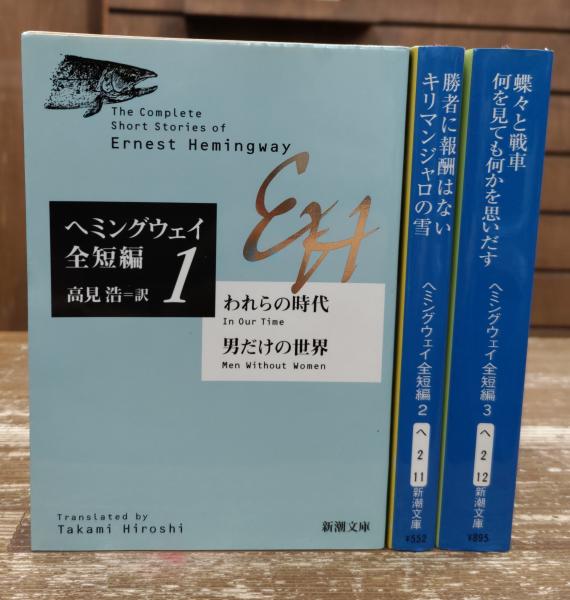 The Complete
Short Stories of
Ernest Hemingway
EH
ヘミングウェイ
全短編
1
高見 浩=訳
われらの時代
In Our Time
男だけの世界
Men Without Women
Translated by
Takami Hiroshi
新潮文庫
勝者に報酬はない
キリマンジャロの雪
ヘミングウェイ全短編 2
へ
2
11
新潮文庫
¥552
蝶々と戦車
何を見ても何かを思いだす
ヘミングウェイ全短編 3
へ
2
12
新潮文庫
¥895